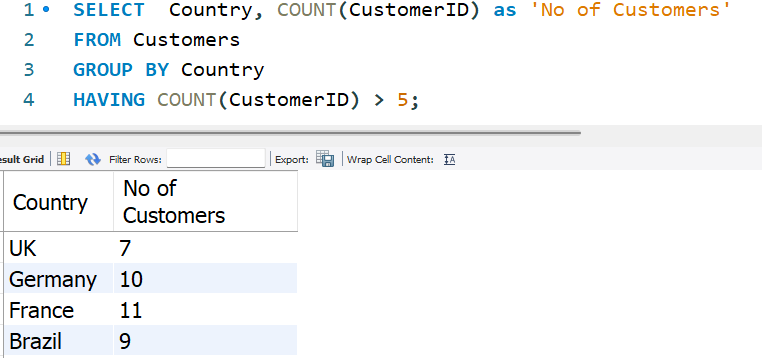 1 SELECT Country, COUNT(CustomerID) as 'No of Customers'
2 FROM Customers
3 GROUP BY Country
4 HAVING COUNT(CustomerID) > 5;
esult Grid Filter Rows: Export: Wrap Cell Content: IA
Country No of
Customers
UK 7
Germany 10
France 11
Brazil 9